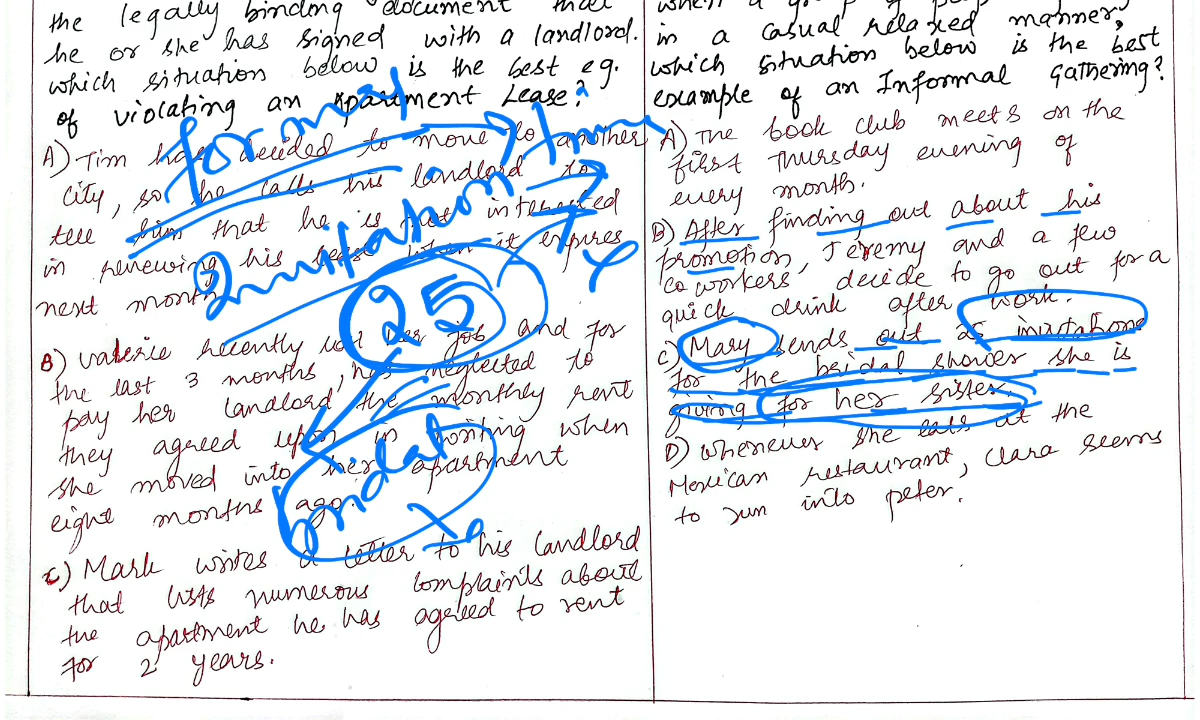 the legally binding document that
he or she has signed with a landlord.
which situation below is the best eg.
of violating an Apartment Lease?
A) Tim has decided to move to another
city, so he calls his landlord to
tell him that he is not interested
in renewing his lease when it expires
next month
B) Valerie recently lost her job and for
the last 3 months, has neglected to
pay her landlord the monthly rent
they agreed upon in writing when
she moved into her apartment
eight months ago.
C) Mark writes a letter to his landlord
that lists numerous complaints about
the apartment he has agreed to rent
for 2 years.
in a casual relaxed manner,
which situation below is the best
example of an Informal Gathering?
A) The book club meets on the
first Thursday evening of
every month.
B) After finding out about his
promotion, Jeremy and a few
co workers decide to go out for a
quick drink after work.
C) Mary sends out 25 invitations
for the bridal shower she is
giving for her sister.
D) Whenever she eats at the
Mexican restaurant, Clara seems
to run into peter.
formal
time
invitation
25